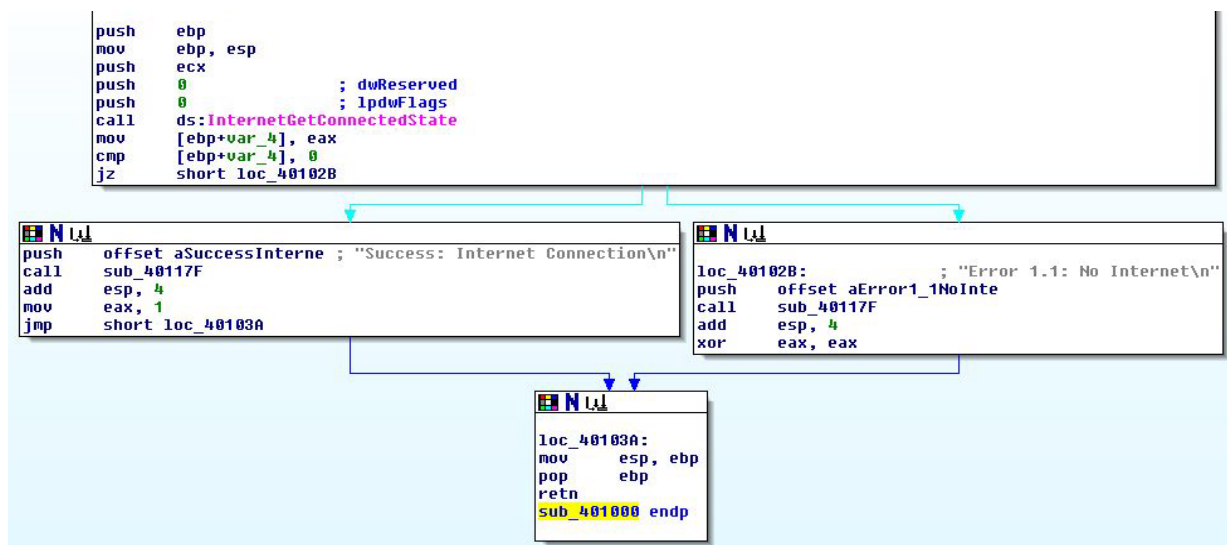 push ebp
mov ebp, esp
push ecx
push 0 ; dwReserved
push 0 ; lpdwFlags
call ds:InternetGetConnectedState
mov [ebp+var_4], eax
cmp [ebp+var_4], 0
jz short loc_40102B
N
push offset aSuccessInterne ; "Success: Internet Connection\n"
call sub_40117F
add esp, 4
mov eax, 1
jmp short loc_40103A
N
loc_40102B: ; "Error 1.1: No Internet\n"
push offset aError1_1NoInte
call sub_40117F
add esp, 4
xor eax, eax
N
loc_40103A:
mov esp, ebp
pop ebp
retn
sub_401000 endp